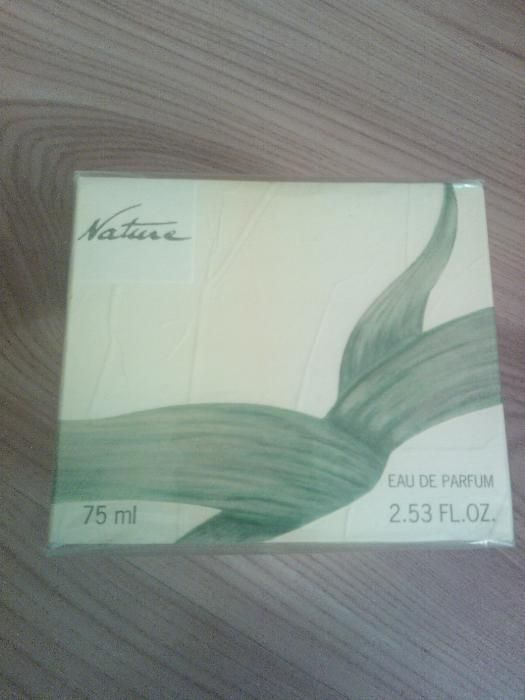 Nature
EAU DE PARFUM
75 ml
2.53 FL.OZ.